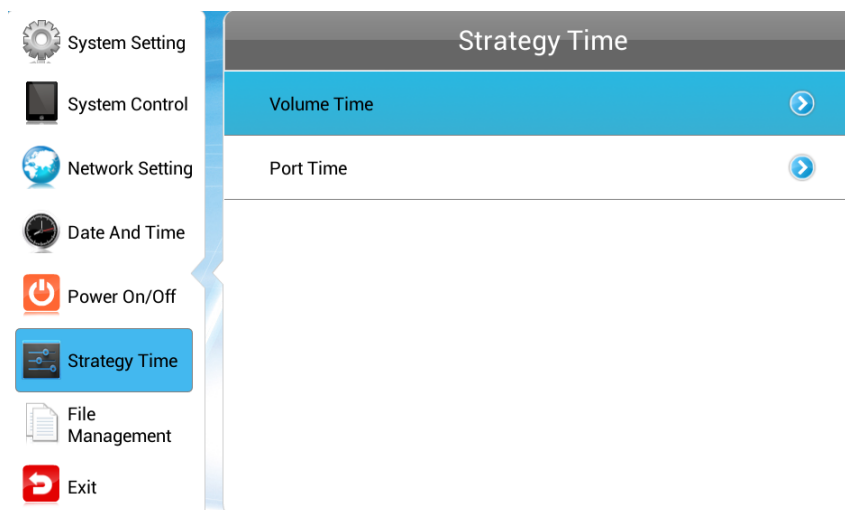 System Setting
System Control
Network Setting
Date And Time
Power On/Off
Strategy Time
File
Management
Exit
Strategy Time
Volume Time
Port Time